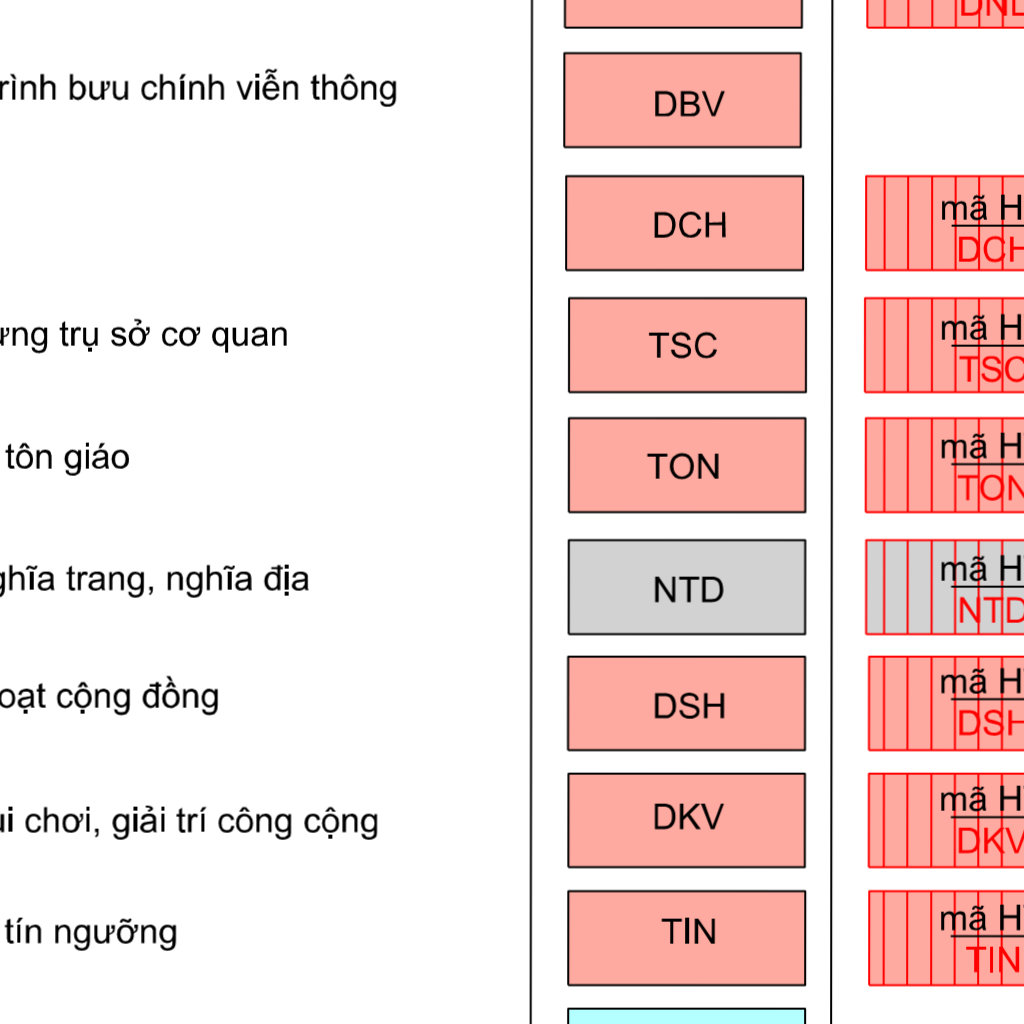 DNL
rình bưu chính viễn thông DBV
DCH mã H
DCH
ựng trụ sở cơ quan TSC mã H
TSC
tôn giáo TON mã H
TON
ghĩa trang, nghĩa địa NTD mã H
NTD
oạt cộng đồng DSH mã H
DSH
ui chơi, giải trí công cộng DKV mã H
DKV
tín ngưỡng TIN mã H
TIN